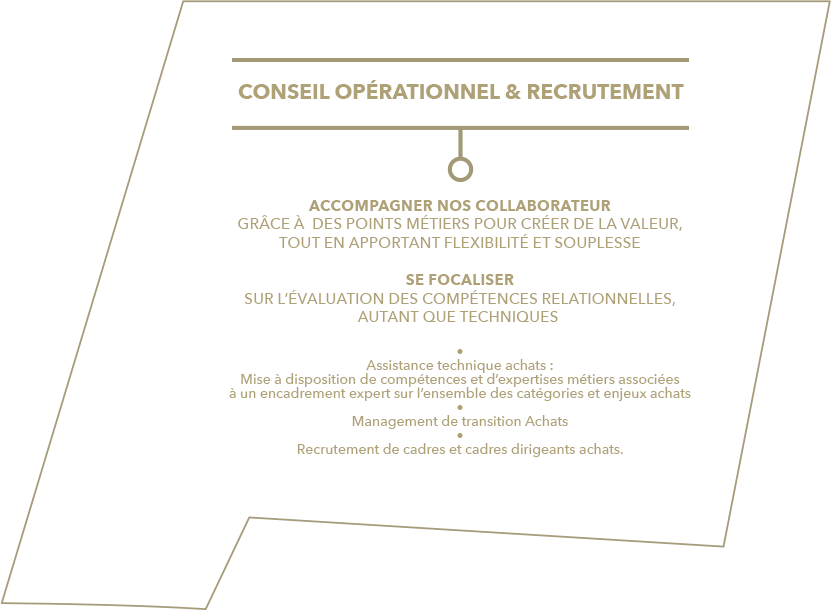 CONSEIL OPÉRATIONNEL & RECRUTEMENT
ACCOMPAGNER NOS COLLABORATEUR
GRÂCE À  DES POINTS MÉTIERS POUR CRÉER DE LA VALEUR,
TOUT EN APPORTANT FLEXIBILITÉ ET SOUPLESSE
SE FOCALISER
SUR L’ÉVALUATION DES COMPÉTENCES RELATIONNELLES,
AUTANT QUE TECHNIQUES
•
Assistance technique achats :
Mise à disposition de compétences et d’expertises métiers associées
à un encadrement expert sur l’ensemble des catégories et enjeux achats
•
Management de transition Achats
•
Recrutement de cadres et cadres dirigeants achats.